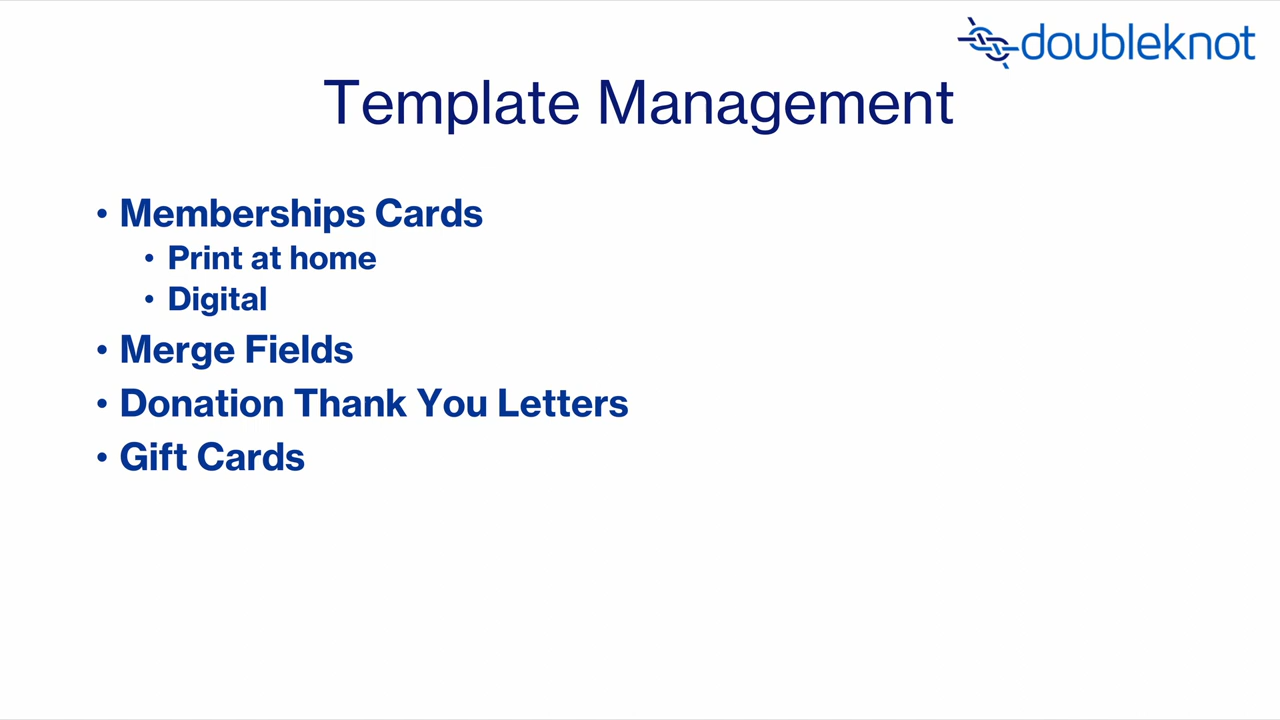 doubleknot
Template Management
• Memberships Cards
• Print at home
• Digital
• Merge Fields
• Donation Thank You Letters
• Gift Cards